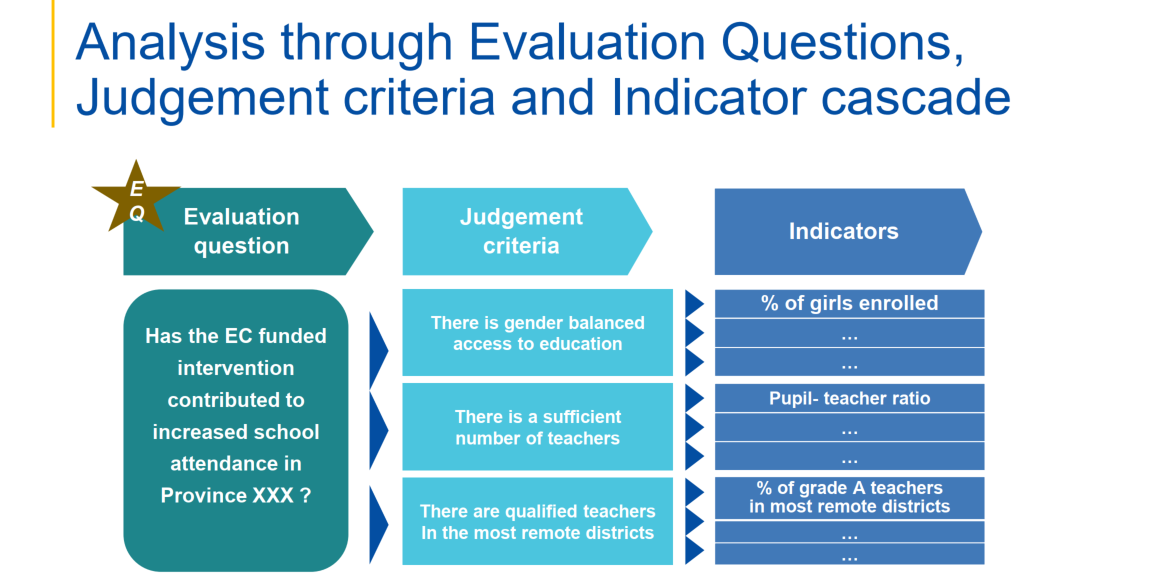 Analysis through Evaluation Questions,
Judgement criteria and Indicator cascade
E
Q
Evaluation
question
Judgement
criteria
Indicators
Has the EC funded
intervention
contributed to
increased school
attendance in
Province XXX ?
There is gender balanced
access to education
% of girls enrolled
...
...
There is a sufficient
number of teachers
Pupil- teacher ratio
...
...
There are qualified teachers
In the most remote districts
% of grade A teachers
in most remote districts
...
...